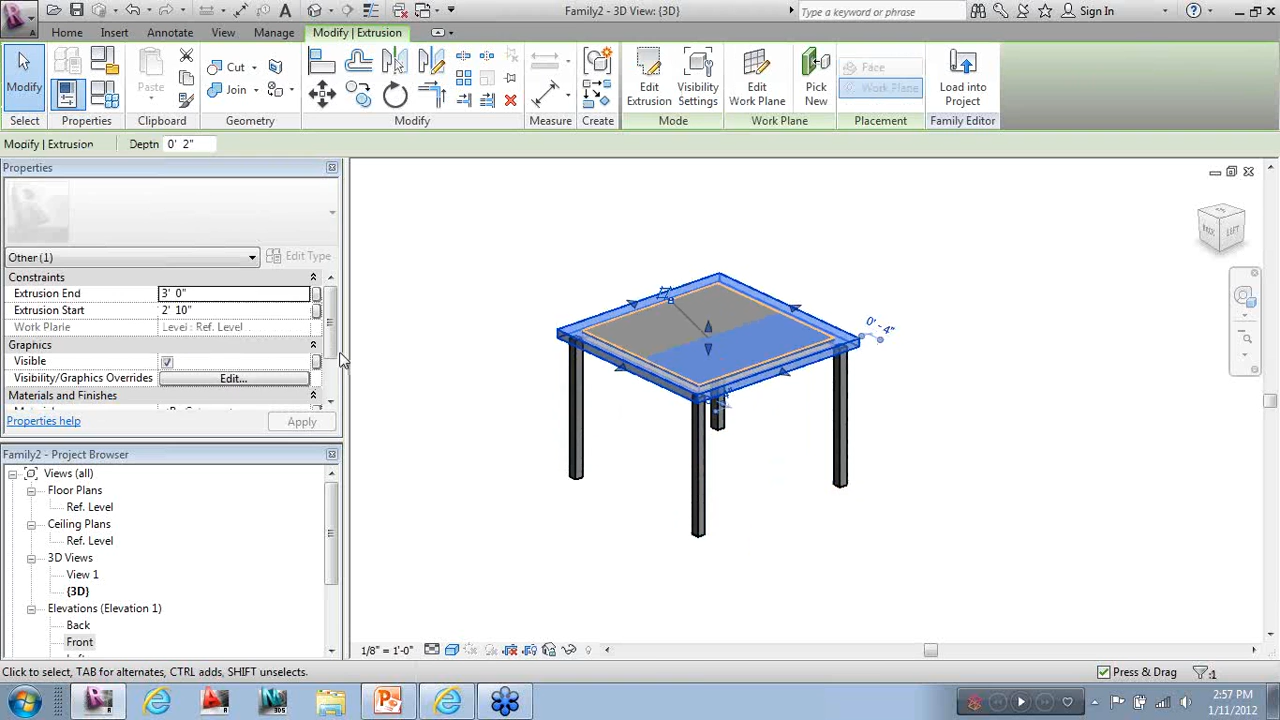 Family2 - 3D View: {3D}
Type a keyword or phrase
Sign In
Home Insert Annotate View Manage Modify | Extrusion
Modify
Paste
Cut
Join
Edit Extrusion
Visibility Settings
Edit Work Plane
Pick New
Face
Work Plane
Load into Project
Select Properties Clipboard Geometry Modify Measure Create Mode Work Plane Placement Family Editor
Modify | Extrusion Depth 0' 2"
Properties
Other (1)
Edit Type
Constraints
Extrusion End 3' 0"
Extrusion Start 2' 10"
Work Plane Level : Ref. Level
Graphics
Visible
Visibility/Graphics Overrides Edit...
Materials and Finishes
Properties help
Apply
0' - 4"
LEFT
Family2 - Project Browser
Views (all)
Floor Plans
Ref. Level
Ceiling Plans
Ref. Level
3D Views
View 1
{3D}
Elevations (Elevation 1)
Back
Front
1/8" = 1'-0"
Click to select, TAB for alternates, CTRL adds, SHIFT unselects.
Press & Drag
:1
2:57 PM
1/11/2012